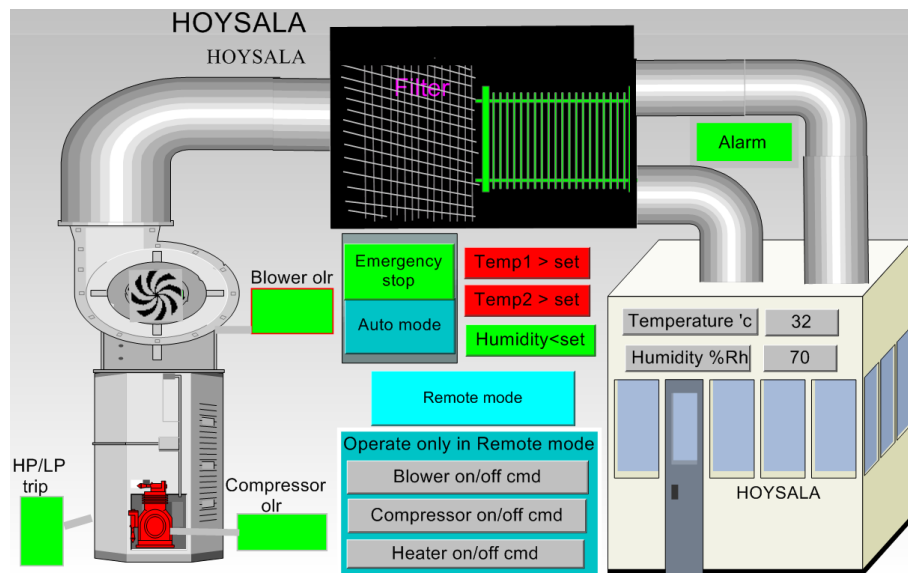 HOYSALA
HOYSALA
Filter
Alarm
Emergency
stop
Temp1 > set
Blower olr
Temp2 > set
Auto mode
Humidity<set
Temperature 'c
32
Humidity %Rh
70
Remote mode
Operate only in Remote mode
HP/LP
trip
Blower on/off cmd
Compressor
olr
HOYSALA
Compressor on/off cmd
Heater on/off cmd